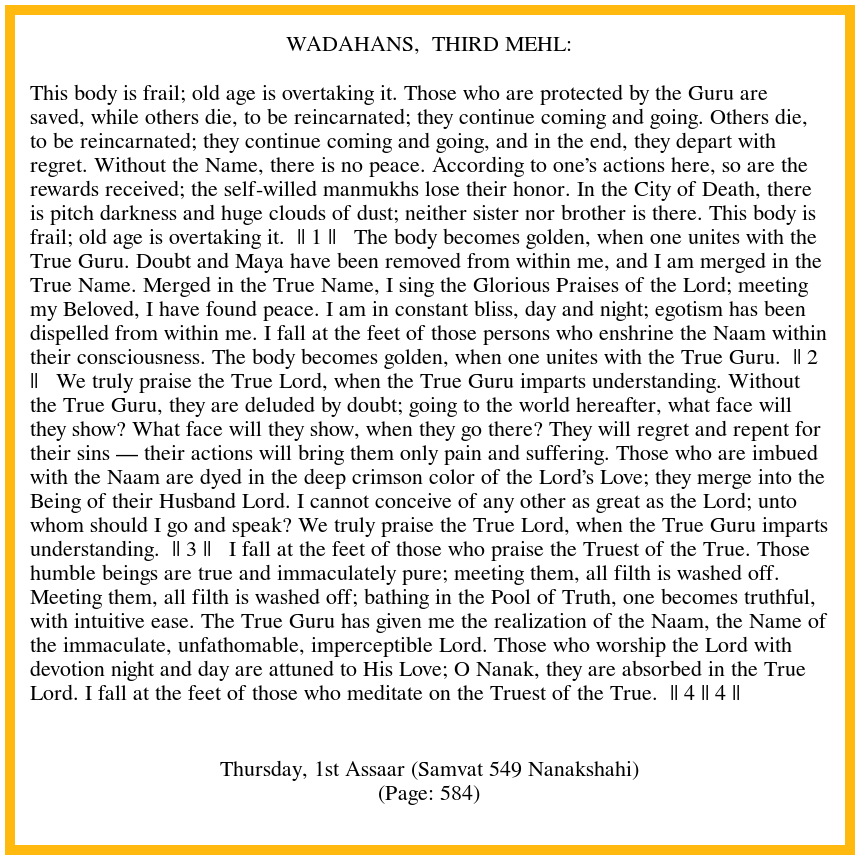 WADAHANS,  THIRD MEHL:
This body is frail; old age is overtaking it. Those who are protected by the Guru are
saved, while others die, to be reincarnated; they continue coming and going. Others die,
to be reincarnated; they continue coming and going, and in the end, they depart with
regret. Without the Name, there is no peace. According to one’s actions here, so are the
rewards received; the self-willed manmukhs lose their honor. In the City of Death, there
is pitch darkness and huge clouds of dust; neither sister nor brother is there. This body is
frail; old age is overtaking it.  || 1 ||   The body becomes golden, when one unites with the
True Guru. Doubt and Maya have been removed from within me, and I am merged in the
True Name. Merged in the True Name, I sing the Glorious Praises of the Lord; meeting
my Beloved, I have found peace. I am in constant bliss, day and night; egotism has been
dispelled from within me. I fall at the feet of those persons who enshrine the Naam within
their consciousness. The body becomes golden, when one unites with the True Guru.  || 2
||   We truly praise the True Lord, when the True Guru imparts understanding. Without
the True Guru, they are deluded by doubt; going to the world hereafter, what face will
they show? What face will they show, when they go there? They will regret and repent for
their sins — their actions will bring them only pain and suffering. Those who are imbued
with the Naam are dyed in the deep crimson color of the Lord’s Love; they merge into the
Being of their Husband Lord. I cannot conceive of any other as great as the Lord; unto
whom should I go and speak? We truly praise the True Lord, when the True Guru imparts
understanding.  || 3 ||   I fall at the feet of those who praise the Truest of the True. Those
humble beings are true and immaculately pure; meeting them, all filth is washed off.
Meeting them, all filth is washed off; bathing in the Pool of Truth, one becomes truthful,
with intuitive ease. The True Guru has given me the realization of the Naam, the Name of
the immaculate, unfathomable, imperceptible Lord. Those who worship the Lord with
devotion night and day are attuned to His Love; O Nanak, they are absorbed in the True
Lord. I fall at the feet of those who meditate on the Truest of the True.  || 4 || 4 ||
Thursday, 1st Assaar (Samvat 549 Nanakshahi)
(Page: 584)